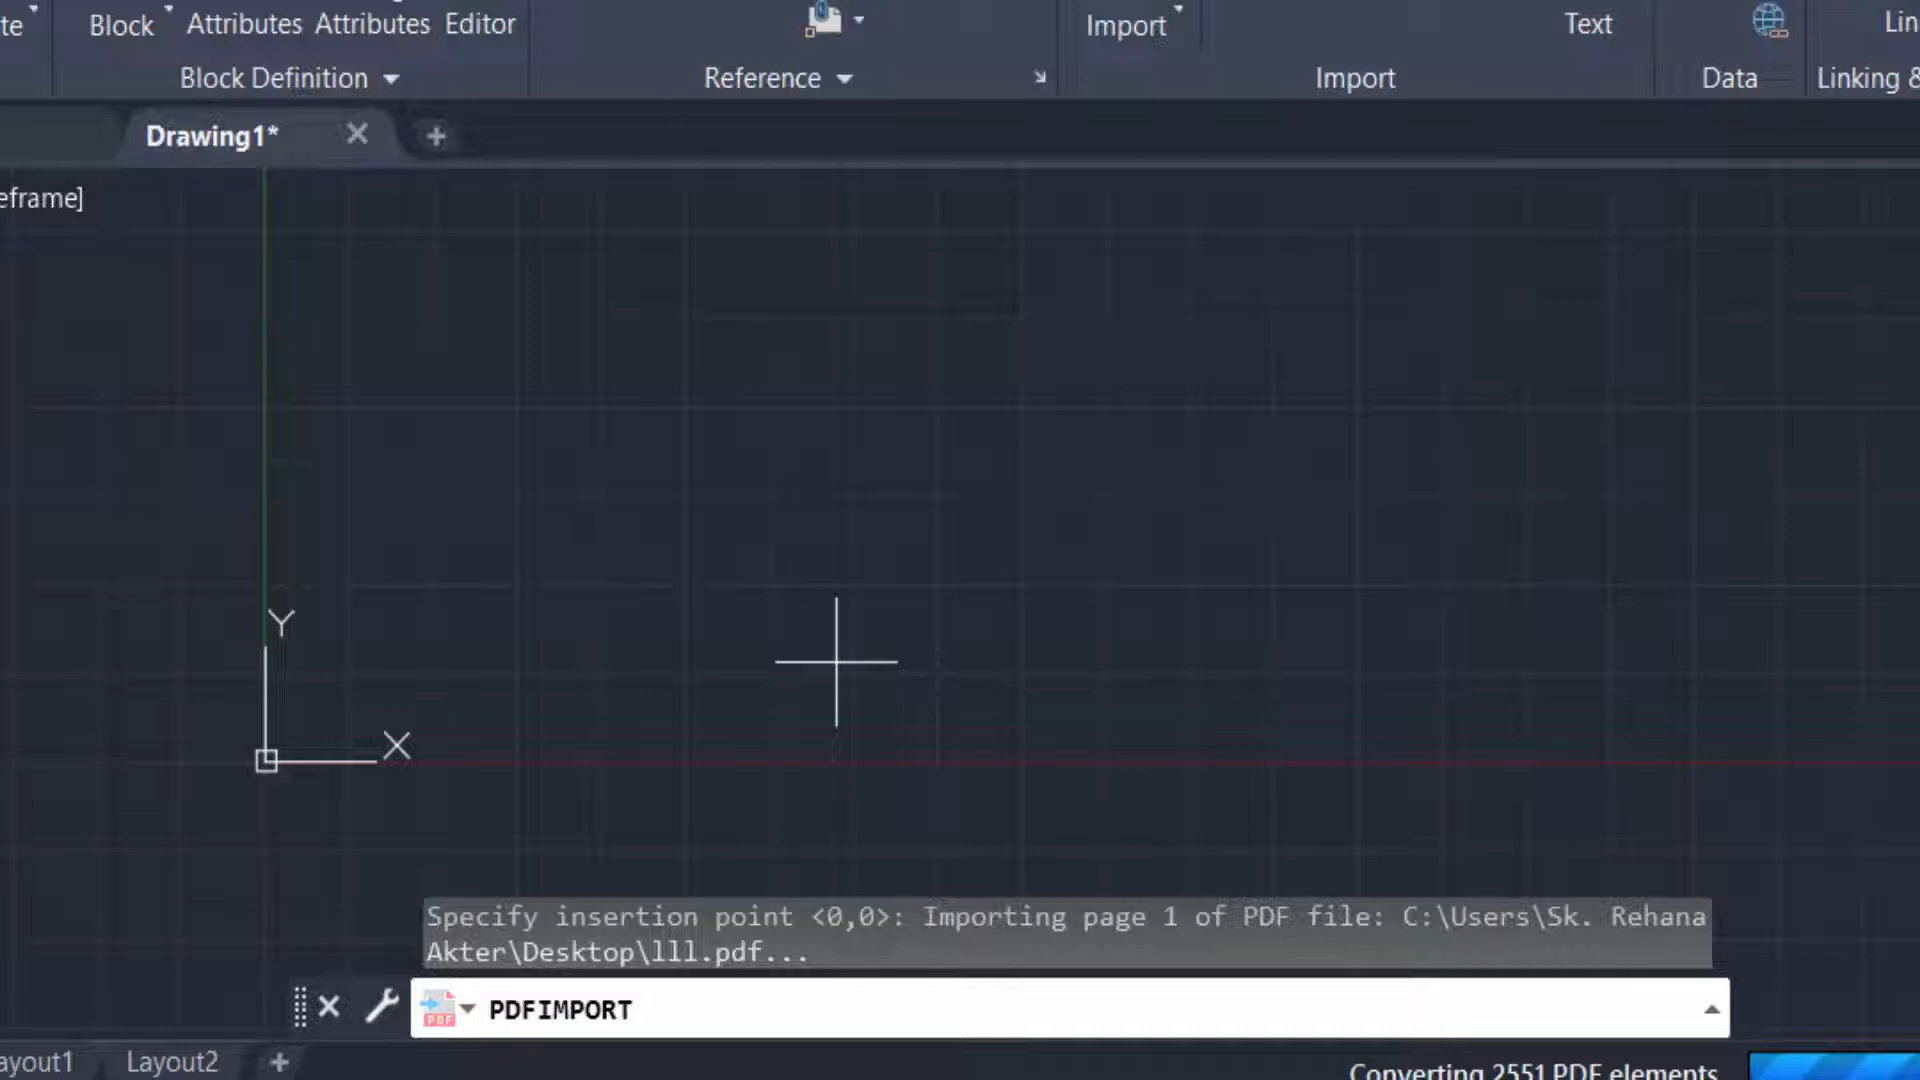 te Block Attributes Attributes Editor Import Text Lin
Block Definition Reference Import Data Linking &
Drawing1*
eframe]
Y
X
Specify insertion point <0,0>: Importing page 1 of PDF file: C:\Users\Sk. Rehana
Akter\Desktop\lll.pdf...
PDF PDFIMPORT
ayout1 Layout2
Converting 2551 PDF elements